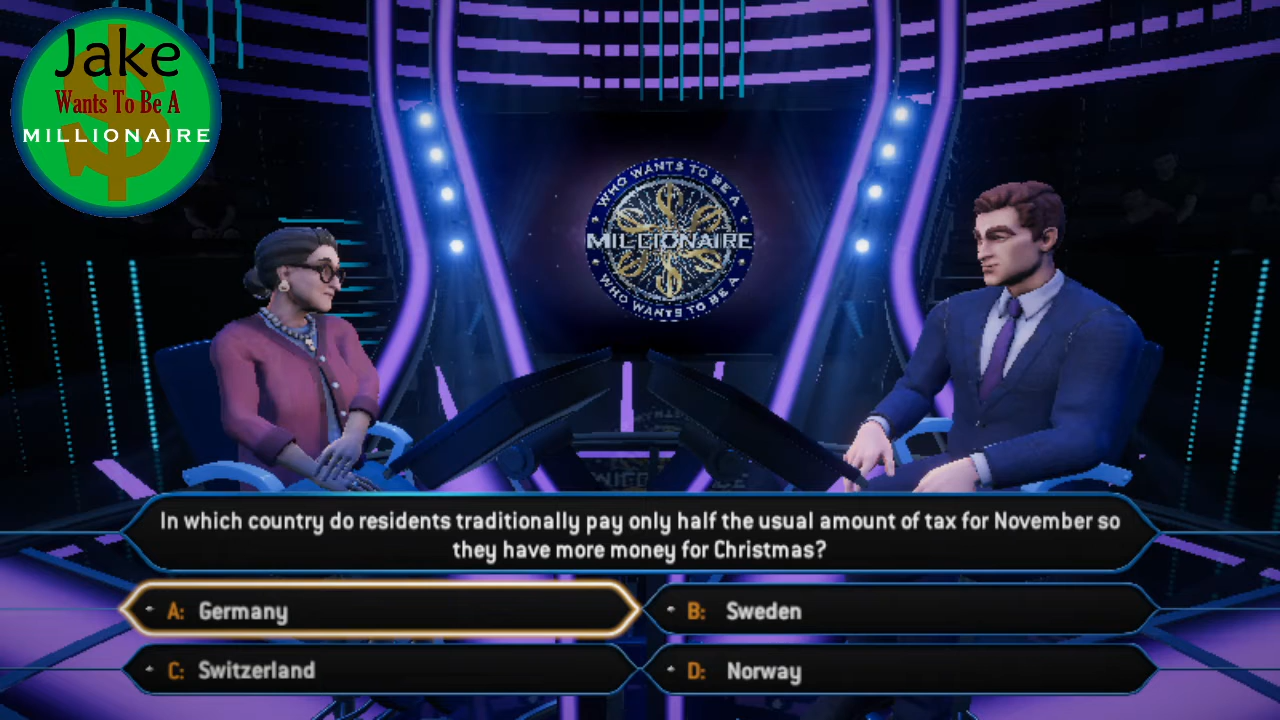 Jake
Wants To Be A
MILLIONAIRE
WHO WANTS TO BE A
MILLIONAIRE
WHO WANTS TO BE A
In which country do residents traditionally pay only half the usual amount of tax for November so
they have more money for Christmas?
A: Germany
B: Sweden
C: Switzerland
D: Norway